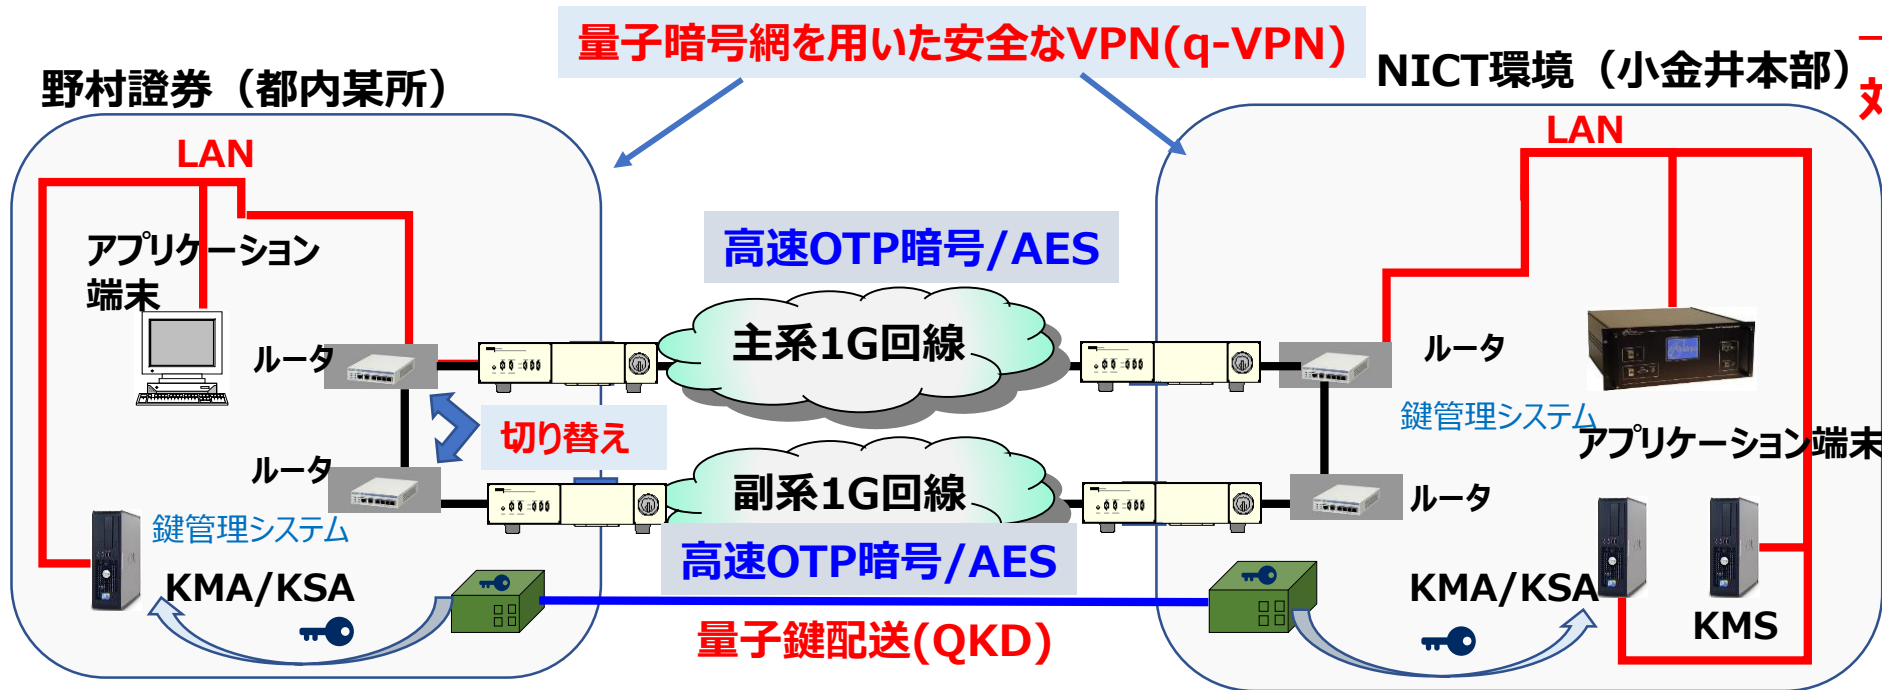 量子暗号網を用いた安全なVPN(q-VPN)
野村證券（都内某所）
NICT環境（小金井本部）
LAN
LAN
アプリケーション
端末
高速OTP暗号/AES
主系1G回線
ルータ
ルータ
切り替え
鍵管理システム
アプリケーション端末
ルータ
副系1G回線
ルータ
鍵管理システム
高速OTP暗号/AES
KMA/KSA
KMA/KSA
KMS
量子鍵配送(QKD)